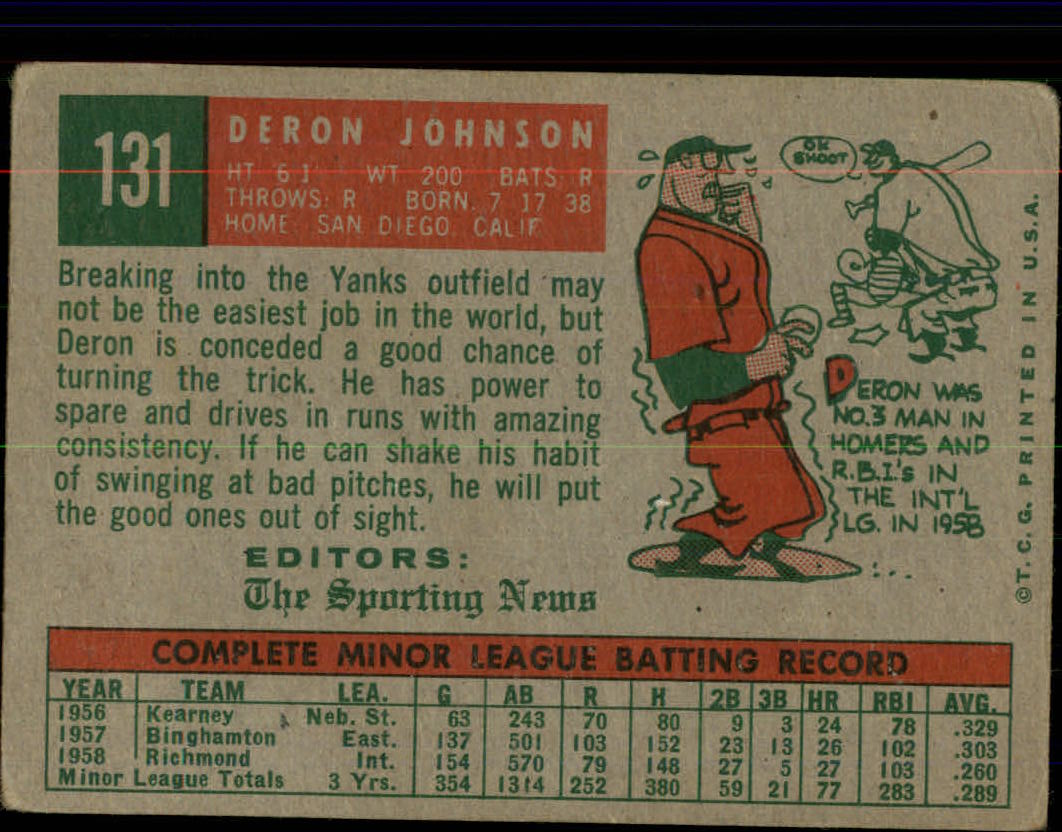 131
DERON JOHNSON
HT 6 1 WT 200 BATS R
THROWS: R BORN. 7 17 38
HOME SAN DIEGO CALIF
Breaking into the Yanks outfield may
not be the easiest job in the world, but
Deron is conceded a good chance of
turning the trick. He has power to
spare and drives in runs with amazing
consistency. If he can shake his habit
of swinging at bad pitches, he will put
the good ones out of sight.
EDITORS:
The Sporting News
OK
SHOOT
DERON WAS
NO.3 MAN IN
HOMERS AND
R.B.I.'s IN
THE INT'L
LG. IN 1958
©T.C.G. PRINTED IN U.S.A.
COMPLETE MINOR LEAGUE BATTING RECORD
YEAR TEAM LEA. G AB R H 2B 3B HR RBI AVG.
1956 Kearney Neb. St. 63 243 70 80 9 3 24 78 .329
1957 Binghamton East. 137 501 103 152 23 13 26 102 .303
1958 Richmond Int. 154 570 79 148 27 5 27 103 .260
Minor League Totals 3 Yrs. 354 1314 252 380 59 21 77 283 .289